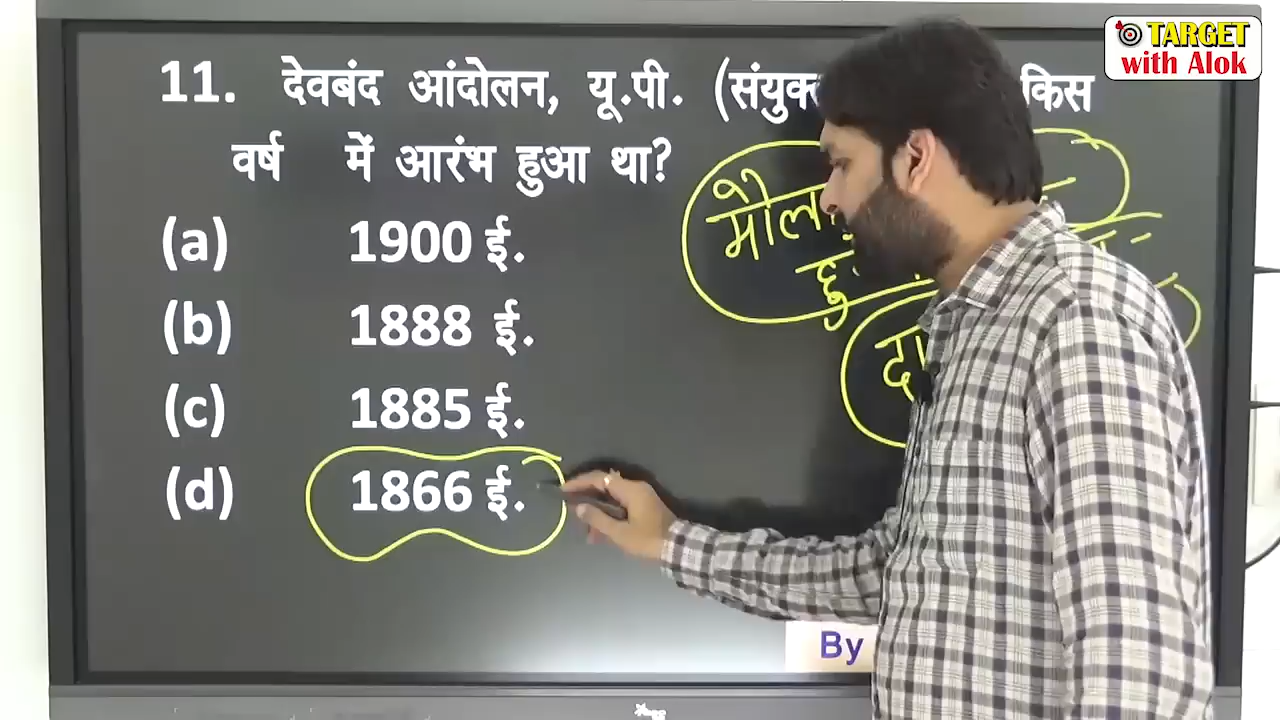 TARGET
with Alok
11. देवबंद आंदोलन, यू.पी. (संयुक्त किस
वर्ष में आरंभ हुआ था?
(a) 1900 ई.
(b) 1888 ई.
(c) 1885 ई.
(d) 1866 ई.
By